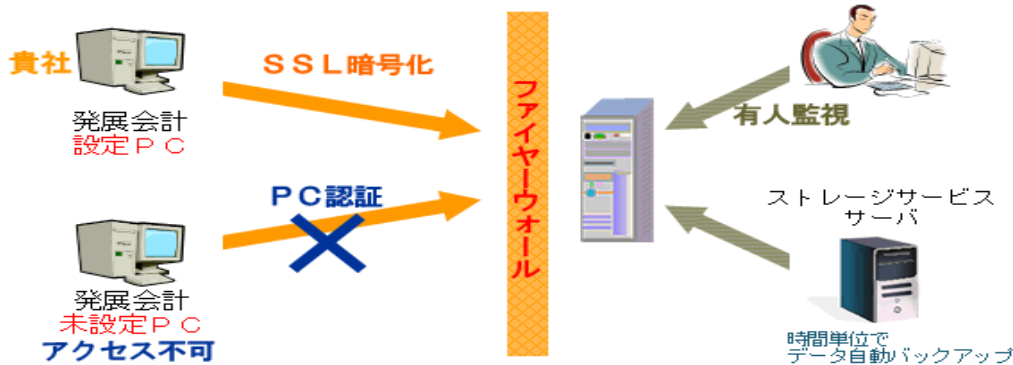 貴社
SSL暗号化
発展会計
設定PC
PC認証
発展会計
未設定PC
アクセス不可
ファイヤーウォール
有人監視
ストレージサービス
サーバ
時間単位で
データ自動バックアップ